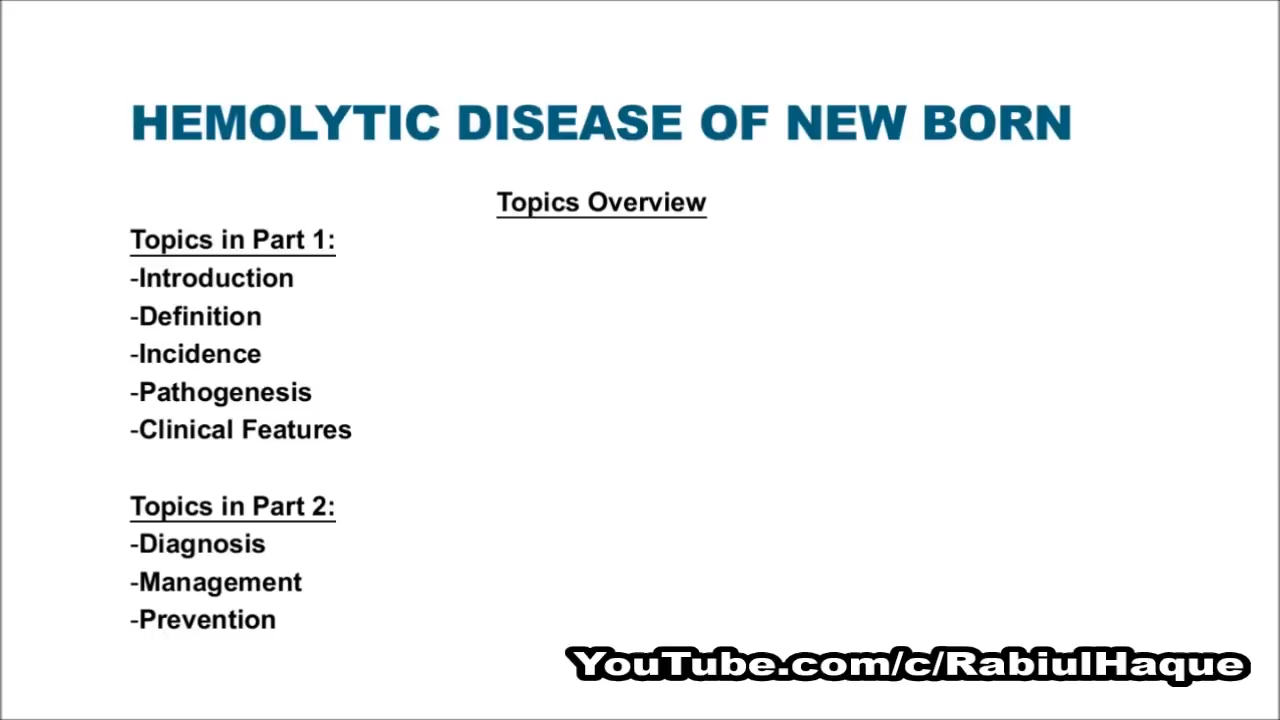 HEMOLYTIC DISEASE OF NEW BORN
Topics Overview
Topics in Part 1:
-Introduction
-Definition
-Incidence
-Pathogenesis
-Clinical Features
Topics in Part 2:
-Diagnosis
-Management
-Prevention
YouTube.com/c/RabiulHaque